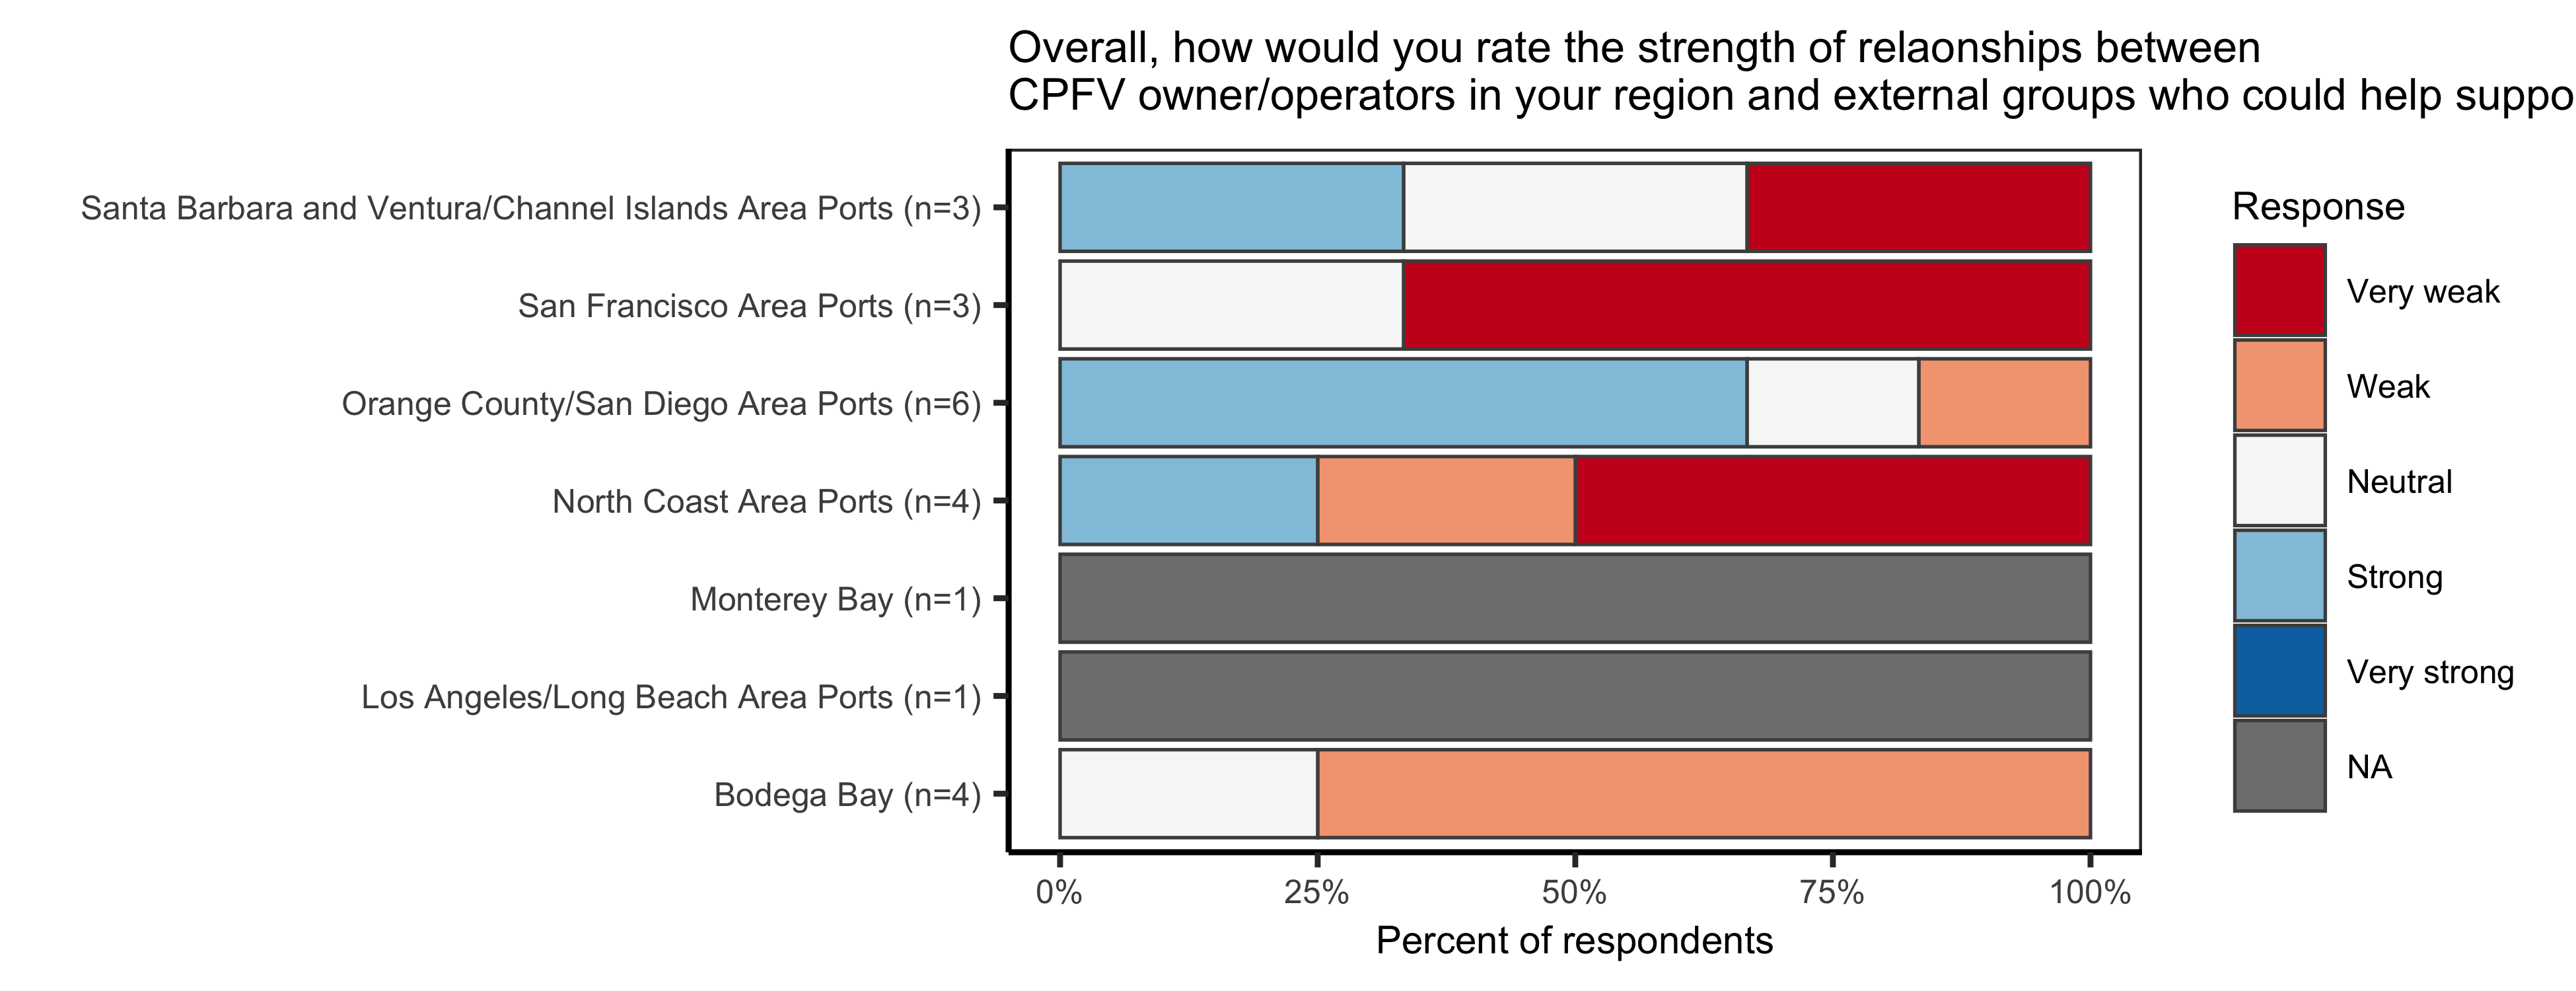 Overall, how would you rate the strength of relaonships between
CPFV owner/operators in your region and external groups who could help suppo
Santa Barbara and Ventura/Channel Islands Area Ports (n=3)
San Francisco Area Ports (n=3)
Orange County/San Diego Area Ports (n=6)
North Coast Area Ports (n=4)
Monterey Bay (n=1)
Los Angeles/Long Beach Area Ports (n=1)
Bodega Bay (n=4)
0% 25% 50% 75% 100%
Percent of respondents
Response
Very weak
Weak
Neutral
Strong
Very strong
NA